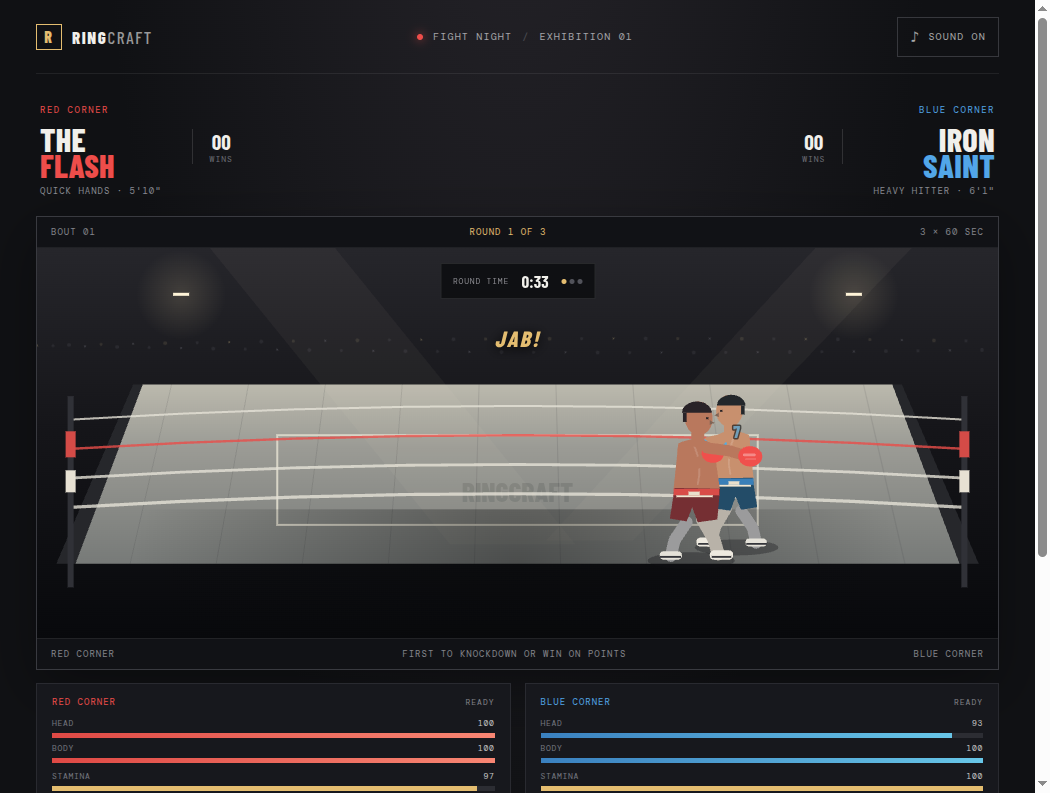 R RINGCRAFT
FIGHT NIGHT / EXHIBITION 01
♪ SOUND ON
RED CORNER
THE
FLASH
QUICK HANDS · 5'10"
00
WINS
00
WINS
BLUE CORNER
IRON
SAINT
HEAVY HITTER · 6'1"
BOUT 01
ROUND 1 OF 3
3 × 60 SEC
ROUND TIME 0:33
JAB!
7
RINGCRAFT
RED CORNER
FIRST TO KNOCKDOWN OR WIN ON POINTS
BLUE CORNER
RED CORNER READY
HEAD 100
BODY 100
STAMINA 97
BLUE CORNER READY
HEAD 93
BODY 100
STAMINA 100